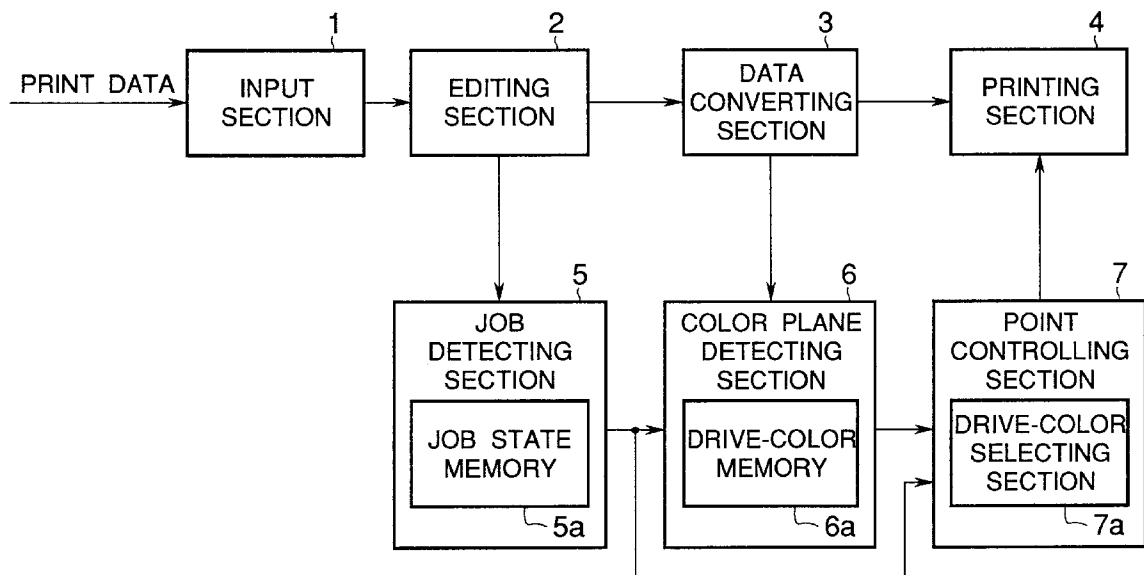 1
2
3
4
PRINT DATA
INPUT
SECTION
EDITING
SECTION
DATA
CONVERTING
SECTION
PRINTING
SECTION
5
6
7
JOB
DETECTING
SECTION
JOB STATE
MEMORY
5a
COLOR PLANE
DETECTING
SECTION
DRIVE-COLOR
MEMORY
6a
POINT
CONTROLLING
SECTION
DRIVE-COLOR
SELECTING
SECTION
7a